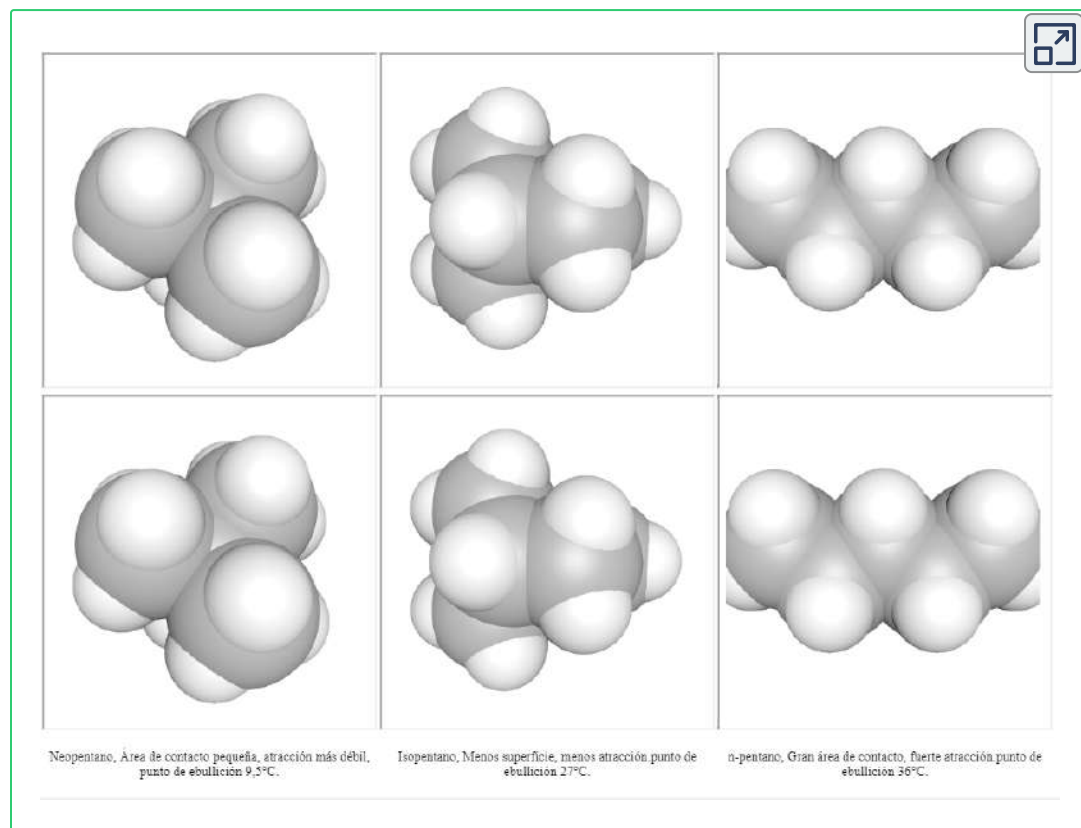 Neopentano, Área de contacto pequeña, atracción más débil,
punto de ebullición 9,5°C.
Isopentano, Menos superficie, menos atracción.punto de
ebullición 27°C.
n-pentano, Gran área de contacto, fuerte atracción.punto de
ebullición 36°C.